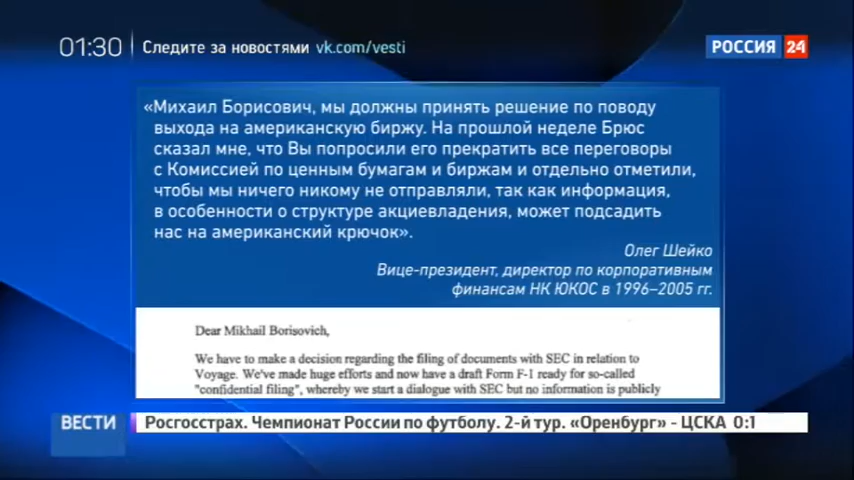 01:30 Следите за новостями vk.com/vesti РОССИЯ 24
«Михаил Борисович, мы должны принять решение по поводу
выхода на американскую биржу. На прошлой неделе Брюс
сказал мне, что Вы попросили его прекратить все переговоры
с Комиссией по ценным бумагам и биржам и отдельно отметили,
чтобы мы ничего никому не отправляли, так как информация,
в особенности о структуре акциевладения, может подсадить
нас на американский крючок».
Олег Шейко
Вице-президент, директор по корпоративным
финансам НК ЮКОС в 1996–2005 гг.
Dear Mikhail Borisovich,
We have to make a decision regarding the filing of documents with SEC in relation to
Voyage. We've made huge efforts and now have a draft Form F-1 ready for so-called
"confidential filing", whereby we start a dialogue with SEC but no information is publicly
ВЕСТИ Росгосстрах. Чемпионат России по футболу. 2-й тур. «Оренбург» - ЦСКА 0:1